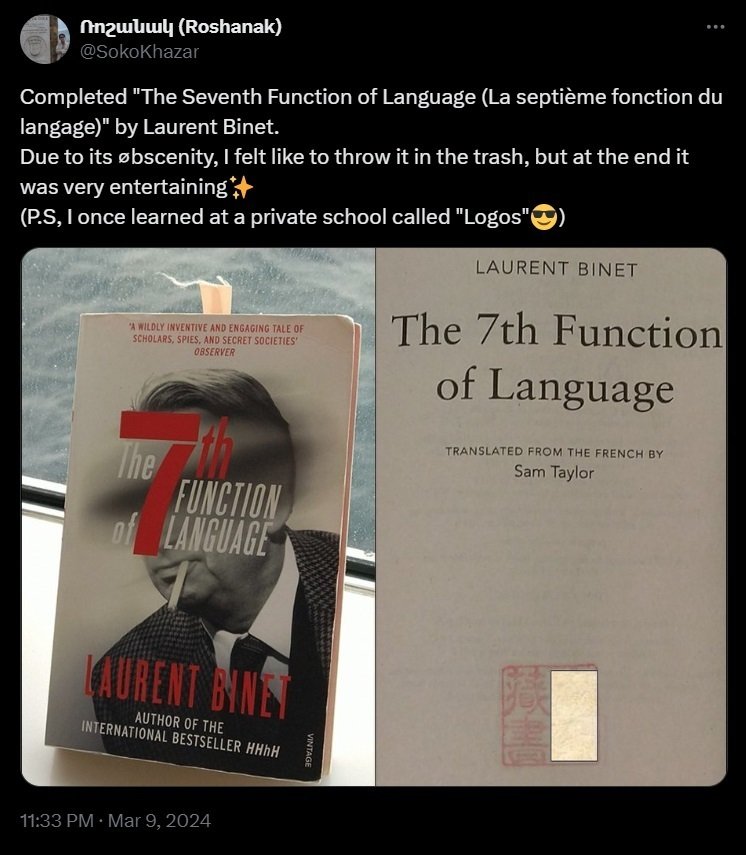 Ռոշանակ (Roshanak)
@SokoKhazar
Completed "The Seventh Function of Language (La septième fonction du
langage)" by Laurent Binet.
Due to its øbscenity, I felt like to throw it in the trash, but at the end it
was very entertaining✨
(P.S, I once learned at a private school called "Logos"😎)
'A WILDLY INVENTIVE AND ENGAGING TALE OF
SCHOLARS, SPIES, AND SECRET SOCIETIES'
OBSERVER
The 7th
FUNCTION
of LANGUAGE
LAURENT BINET
AUTHOR OF THE
INTERNATIONAL BESTSELLER HHhH
VINTAGE
LAURENT BINET
The 7th Function
of Language
TRANSLATED FROM THE FRENCH BY
Sam Taylor
藏書
11:33 PM · Mar 9, 2024